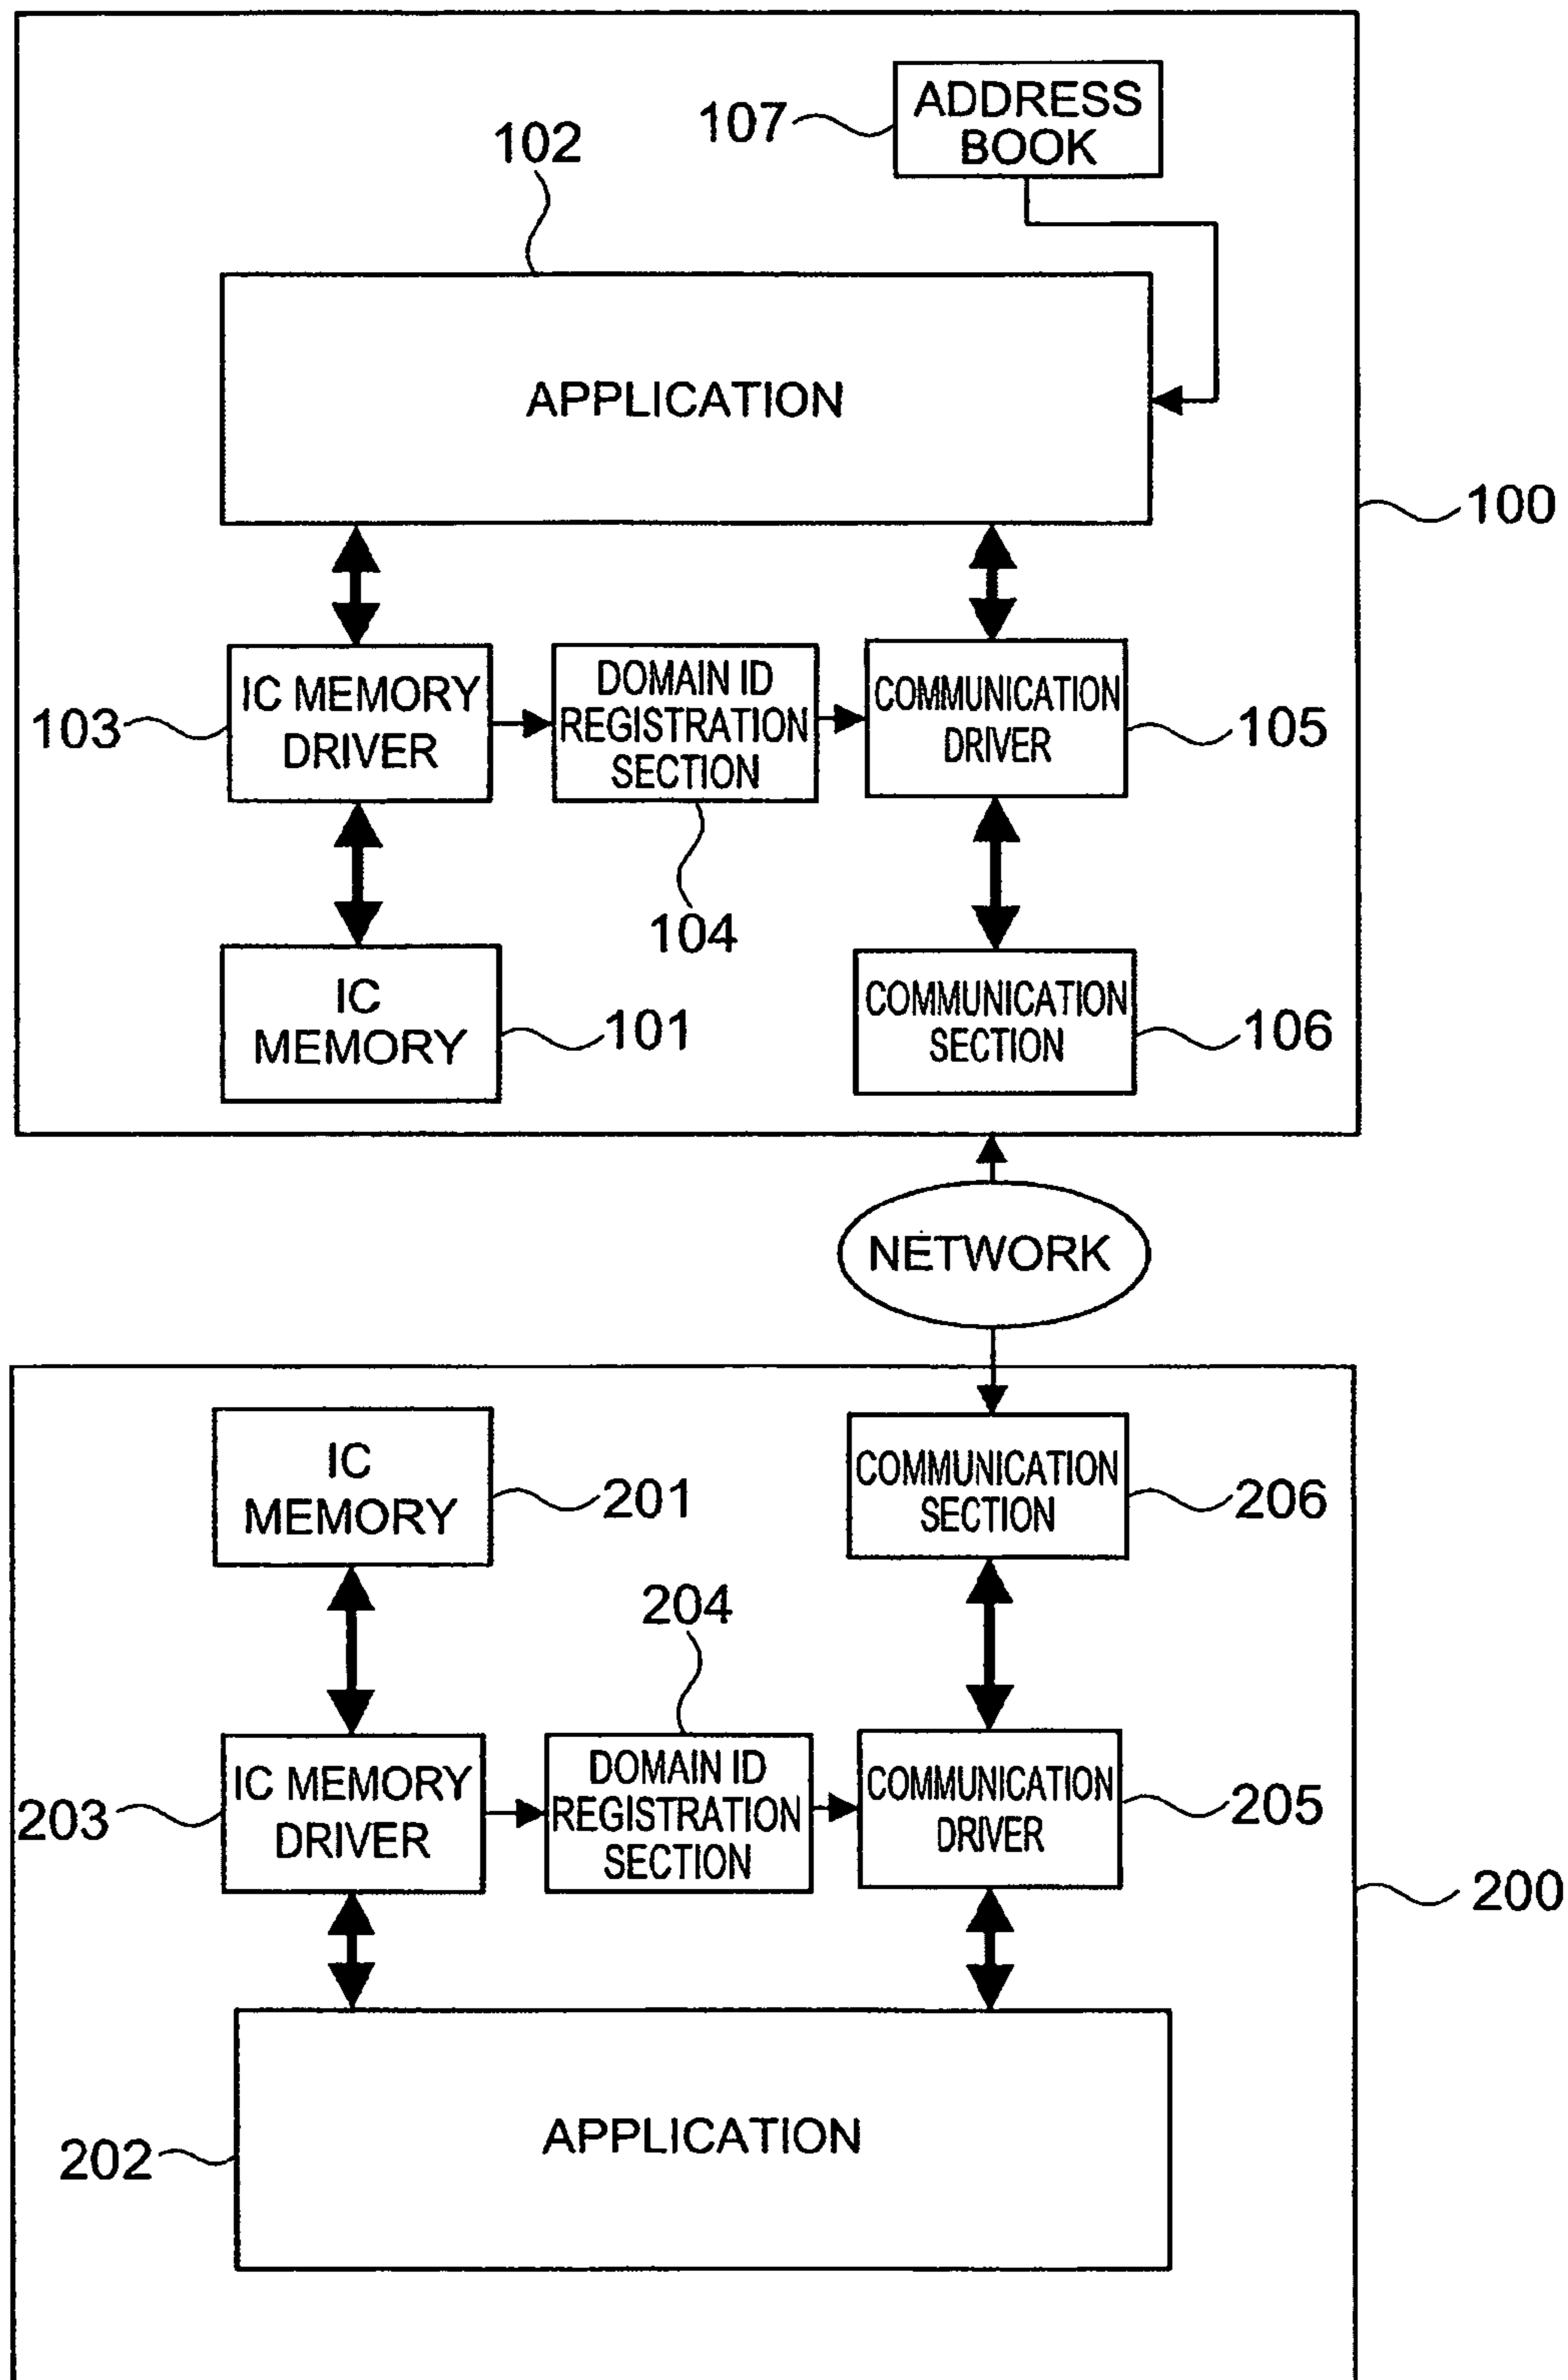 ADDRESS
BOOK
107
102
APPLICATION
100
IC MEMORY
DRIVER
103
DOMAIN ID
REGISTRATION
SECTION
COMMUNICATION
DRIVER
105
104
IC
MEMORY
101
COMMUNICATION
SECTION
106
NETWORK
IC
MEMORY
201
COMMUNICATION
SECTION
206
204
IC MEMORY
DRIVER
203
DOMAIN ID
REGISTRATION
SECTION
COMMUNICATION
DRIVER
205
200
APPLICATION
202